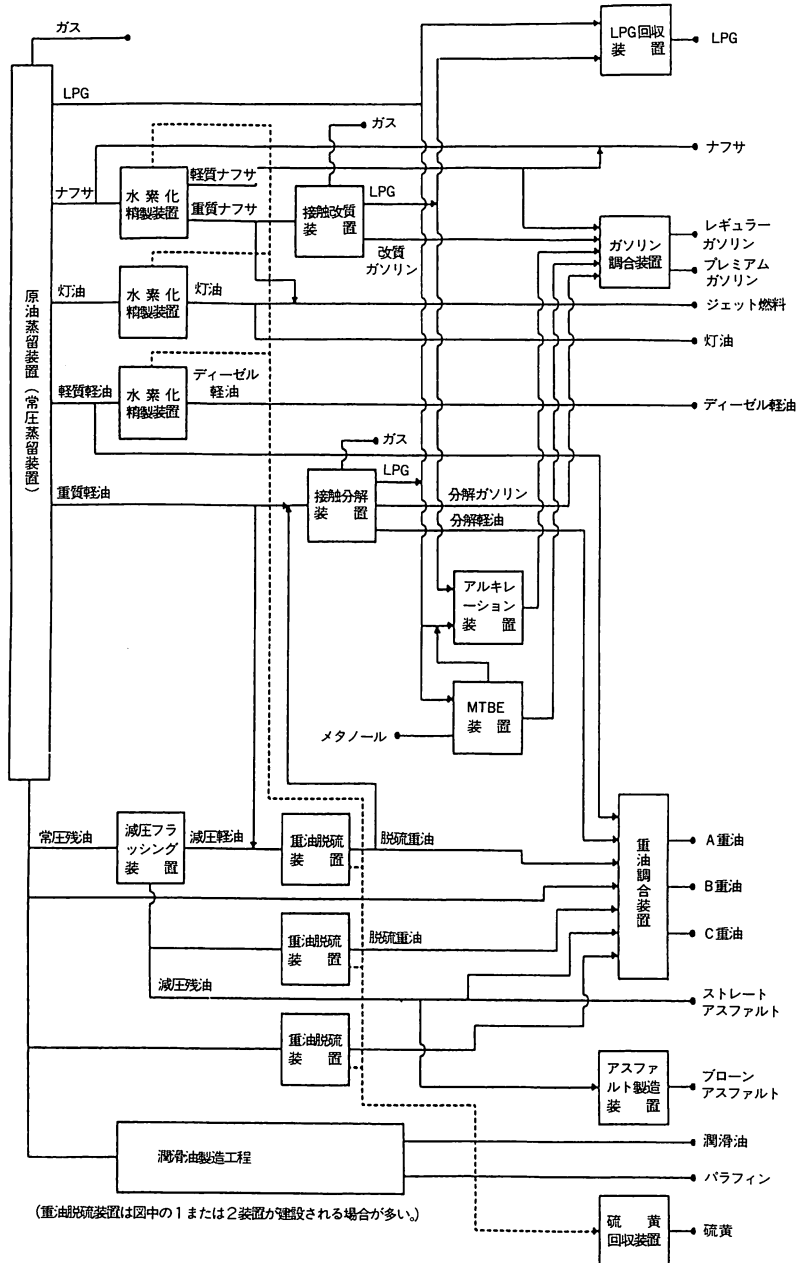 ガス
LPG回収
装　置
LPG
LPG
ガス
ナフサ
ナフサ
水素化
精製装置
軽質ナフサ
重質ナフサ
接触改質
装　置
LPG
改質
ガソリン
ガソリン
調合装置
レギュラー
ガソリン
プレミアム
ガソリン
灯油
水素化
精製装置
灯油
ジェット燃料
灯油
原油蒸留装置（常圧蒸留装置）
軽質軽油
水素化
精製装置
ディーゼル
軽油
ディーゼル軽油
ガス
重質軽油
接触分解
装　置
LPG
分解ガソリン
分解軽油
アルキレ
ーション
装　置
MTBE
装　置
メタノール
常圧残油
減圧フラ
ッシング
装　置
減圧軽油
重油脱硫
装　置
脱硫重油
重油調合装置
A重油
B重油
C重油
重油脱硫
装　置
脱硫重油
減圧残油
ストレート
アスファルト
重油脱硫
装　置
アスファ
ルト製造
装　置
ブローン
アスファルト
潤滑油製造工程
潤滑油
パラフィン
（重油脱硫装置は図中の1または2装置が建設される場合が多い。）
硫　黄
回収装置
硫黄